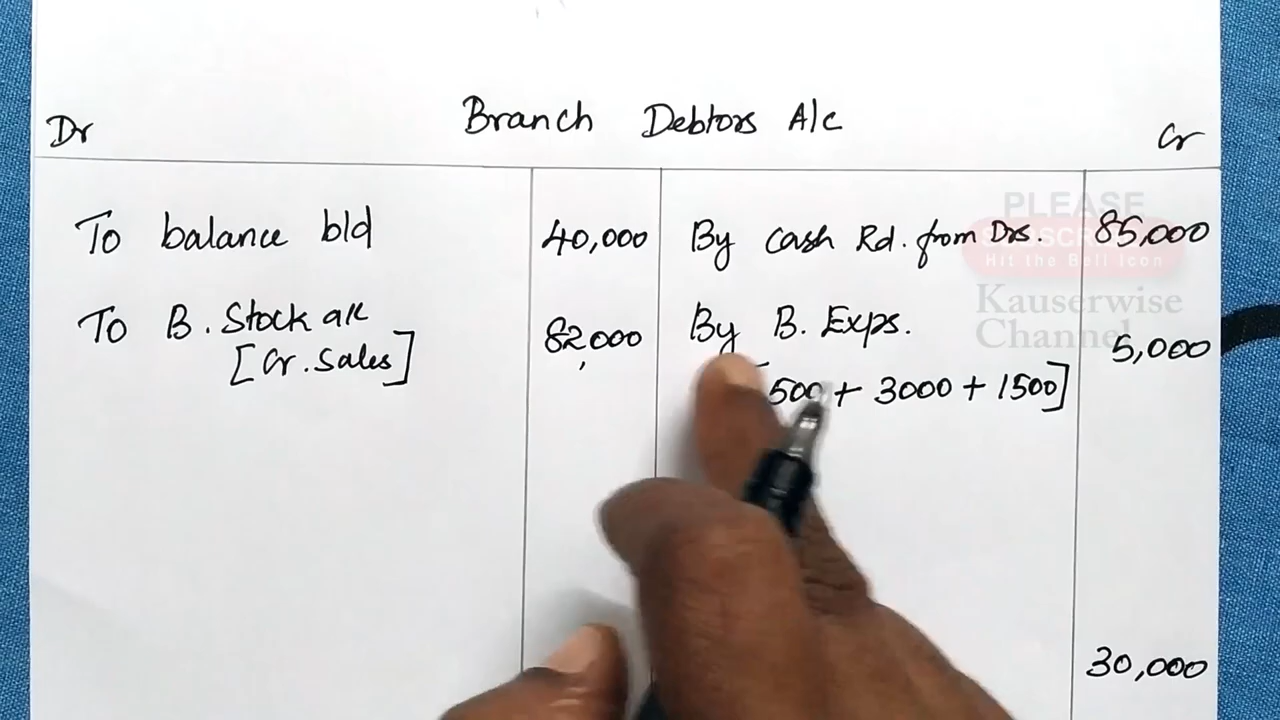 Branch Debtors A/c
Dr
Cr
To balance b/d 40,000 By Cash Rd. from Drs. 85,000
To B. Stock a/c
[Cr. Sales] 82,000
By B. Exps. 5,000
500 + 3000 + 1500]
30,000
PLEASE
Hit the Bell Icon
Kauserwise
Channel